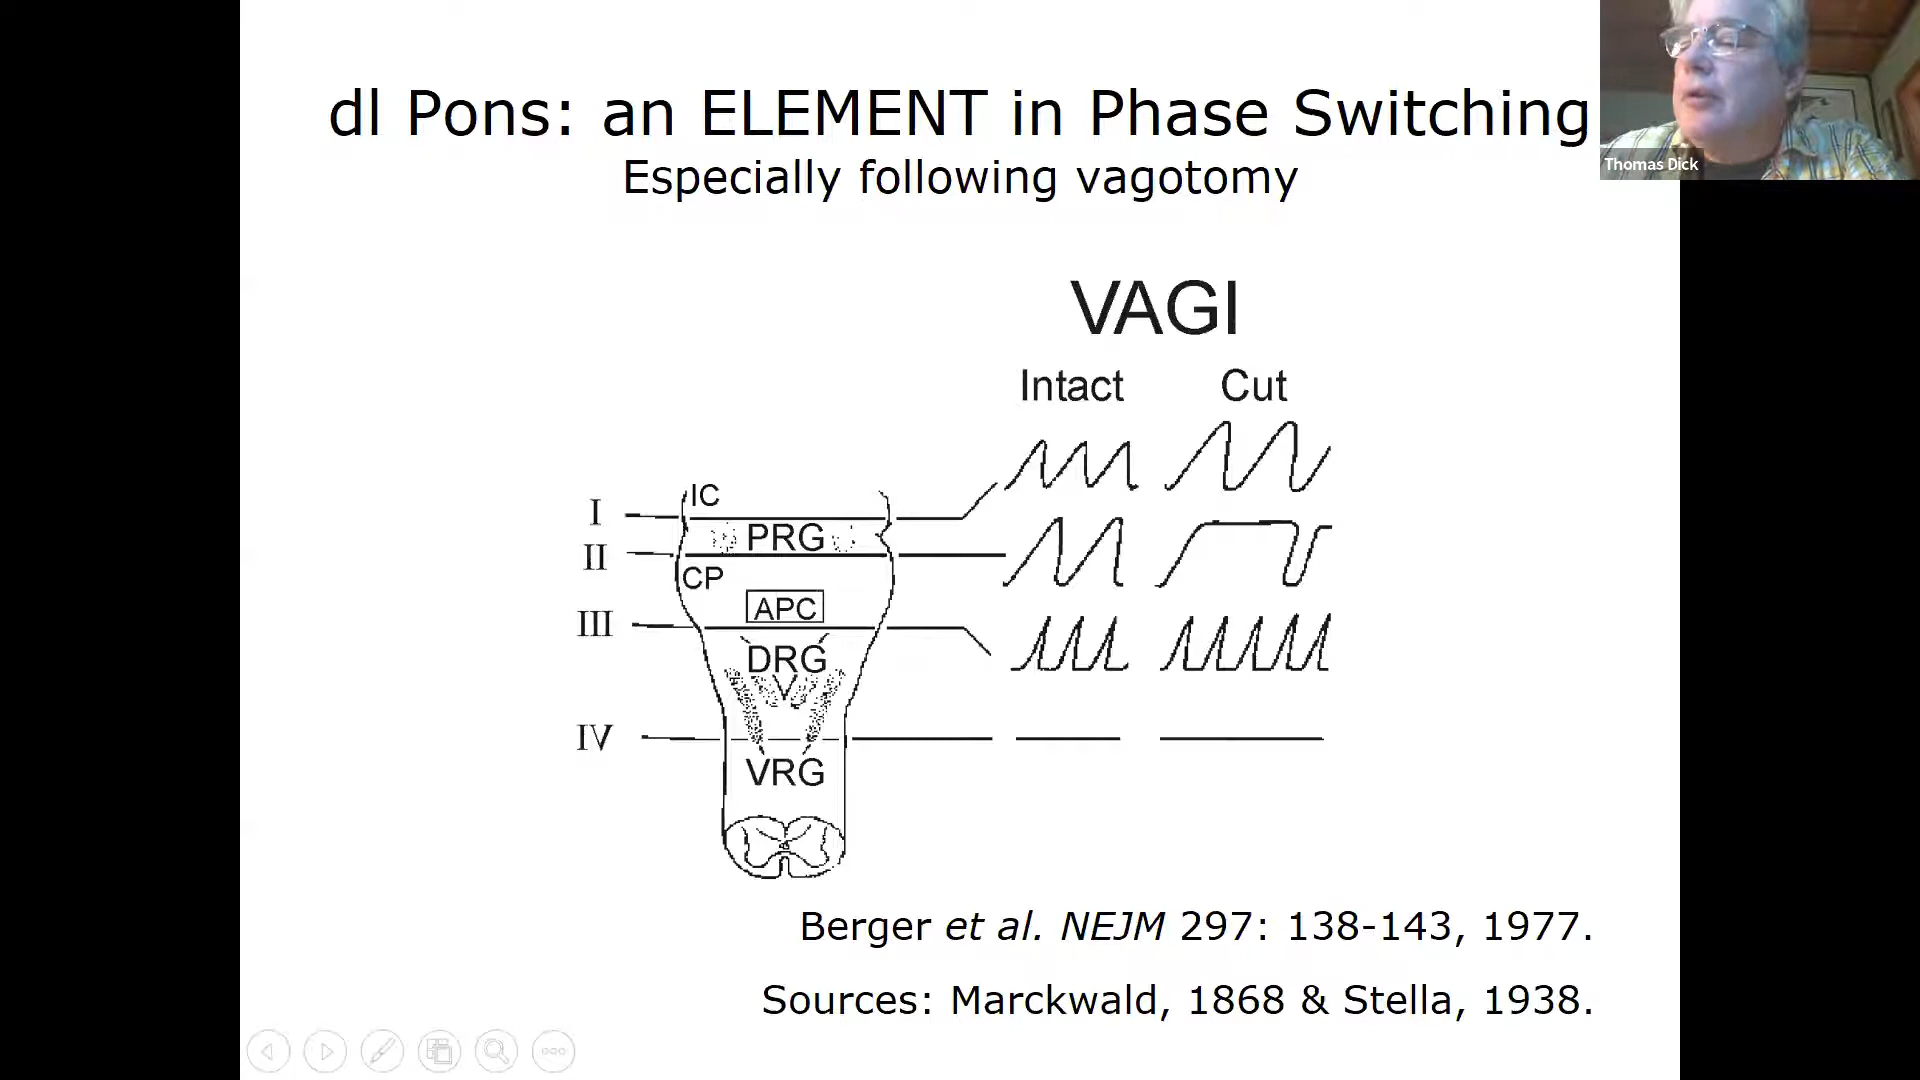 dl Pons: an ELEMENT in Phase Switching
Especially following vagotomy
Thomas Dick
VAGI
Intact Cut
IC
I
PRG
II
CP
APC
III
DRG
IV
VRG
Berger et al. NEJM 297: 138-143, 1977.
Sources: Marckwald, 1868 & Stella, 1938.